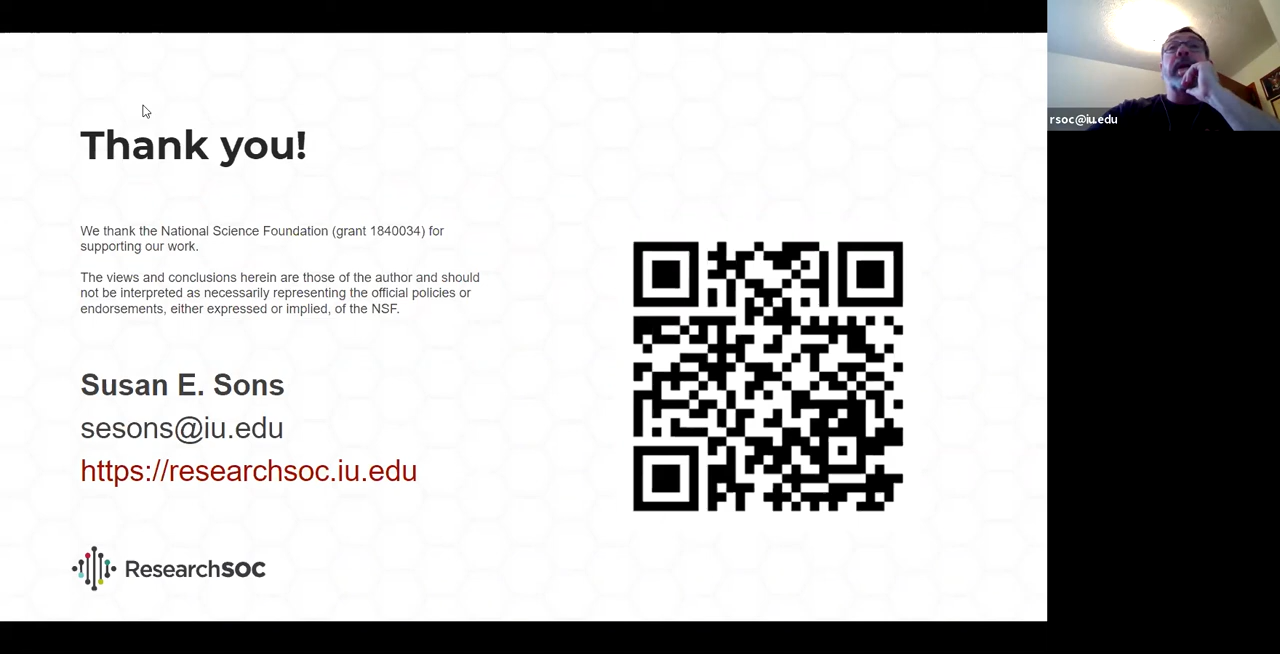 Thank you!
We thank the National Science Foundation (grant 1840034) for
supporting our work.
The views and conclusions herein are those of the author and should
not be interpreted as necessarily representing the official policies or
endorsements, either expressed or implied, of the NSF.
Susan E. Sons
sesons@iu.edu
https://researchsoc.iu.edu
ResearchSOC
rsoc@iu.edu